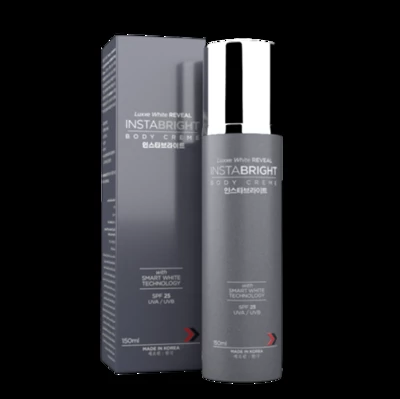 Luxxe White REVEAL
INSTABRIGHT
BODY CREME
인스타브라이트
with
SMART WHITE
TECHNOLOGY
SPF 25
UVA / UVB
150ml
MADE IN KOREA
Luxxe White REVEAL
INSTABRIGHT
BODY CREME
인스타브라이트
with
SMART WHITE
TECHNOLOGY
SPF 25
UVA / UVB
150ml
MADE IN KOREA